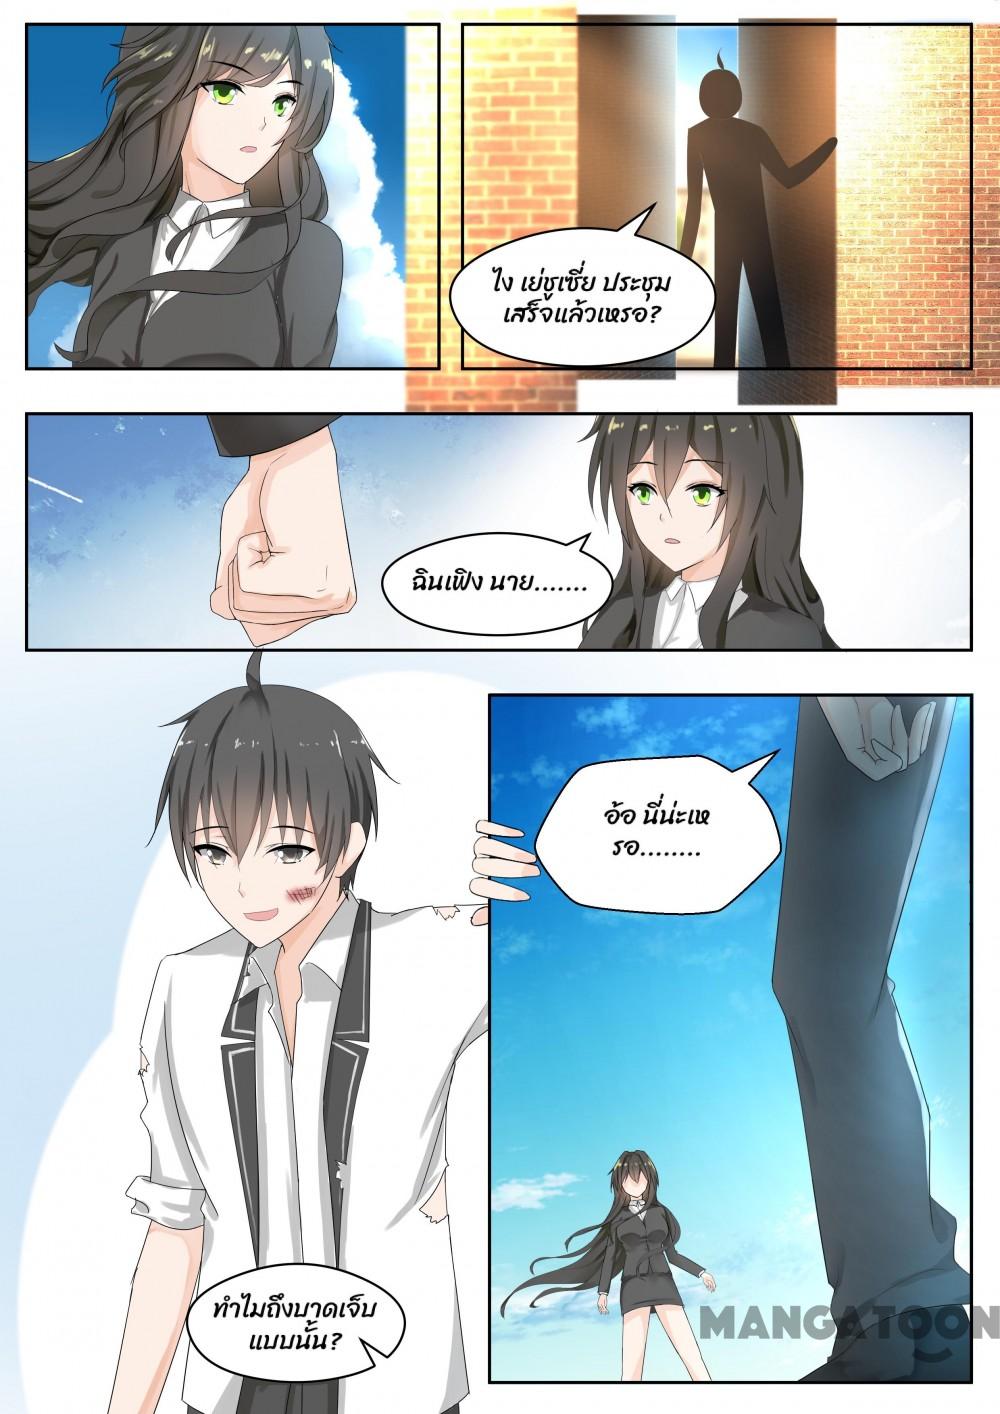 ไง เย่ชูเซี่ย ประชุม
เสร็จแล้วเหรอ?
ฉินเฟิง นาย.......
อ้อ นี่น่ะเห
รอ........
ทำไมถึงบาดเจ็บ
แบบนั้น?
MANGATOON